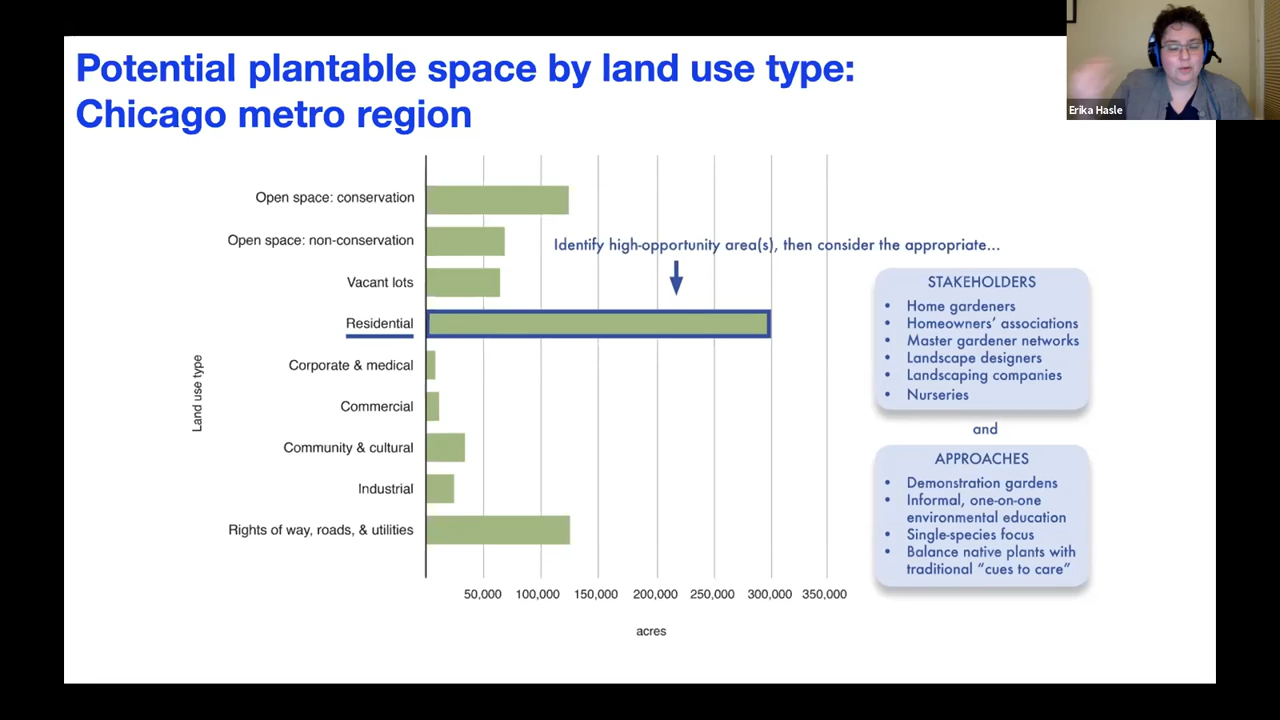 Potential plantable space by land use type:
Chicago metro region
Erika Hasle
Land use type
Open space: conservation
Open space: non-conservation
Vacant lots
Residential
Corporate & medical
Commercial
Community & cultural
Industrial
Rights of way, roads, & utilities
50,000 100,000 150,000 200,000 250,000 300,000 350,000
acres
Identify high-opportunity area(s), then consider the appropriate...
STAKEHOLDERS
• Home gardeners
• Homeowners’ associations
• Master gardener networks
• Landscape designers
• Landscaping companies
• Nurseries
and
APPROACHES
• Demonstration gardens
• Informal, one-on-one
environmental education
• Single-species focus
• Balance native plants with
traditional “cues to care”